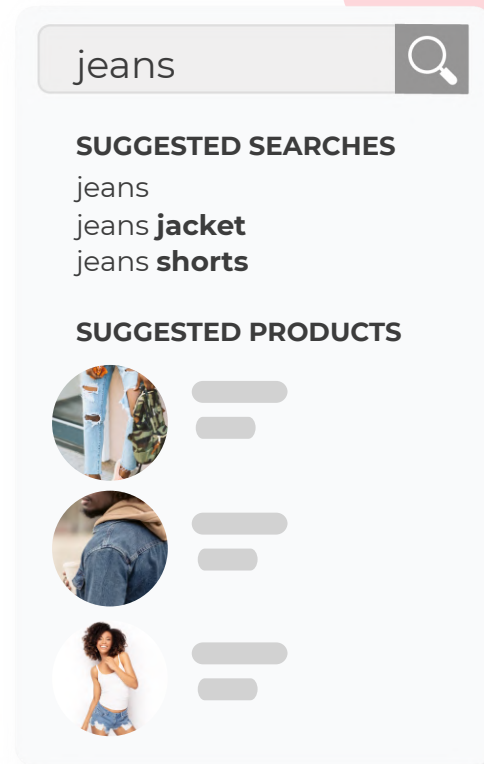 jeans
SUGGESTED SEARCHES
jeans
jeans jacket
jeans shorts
SUGGESTED PRODUCTS